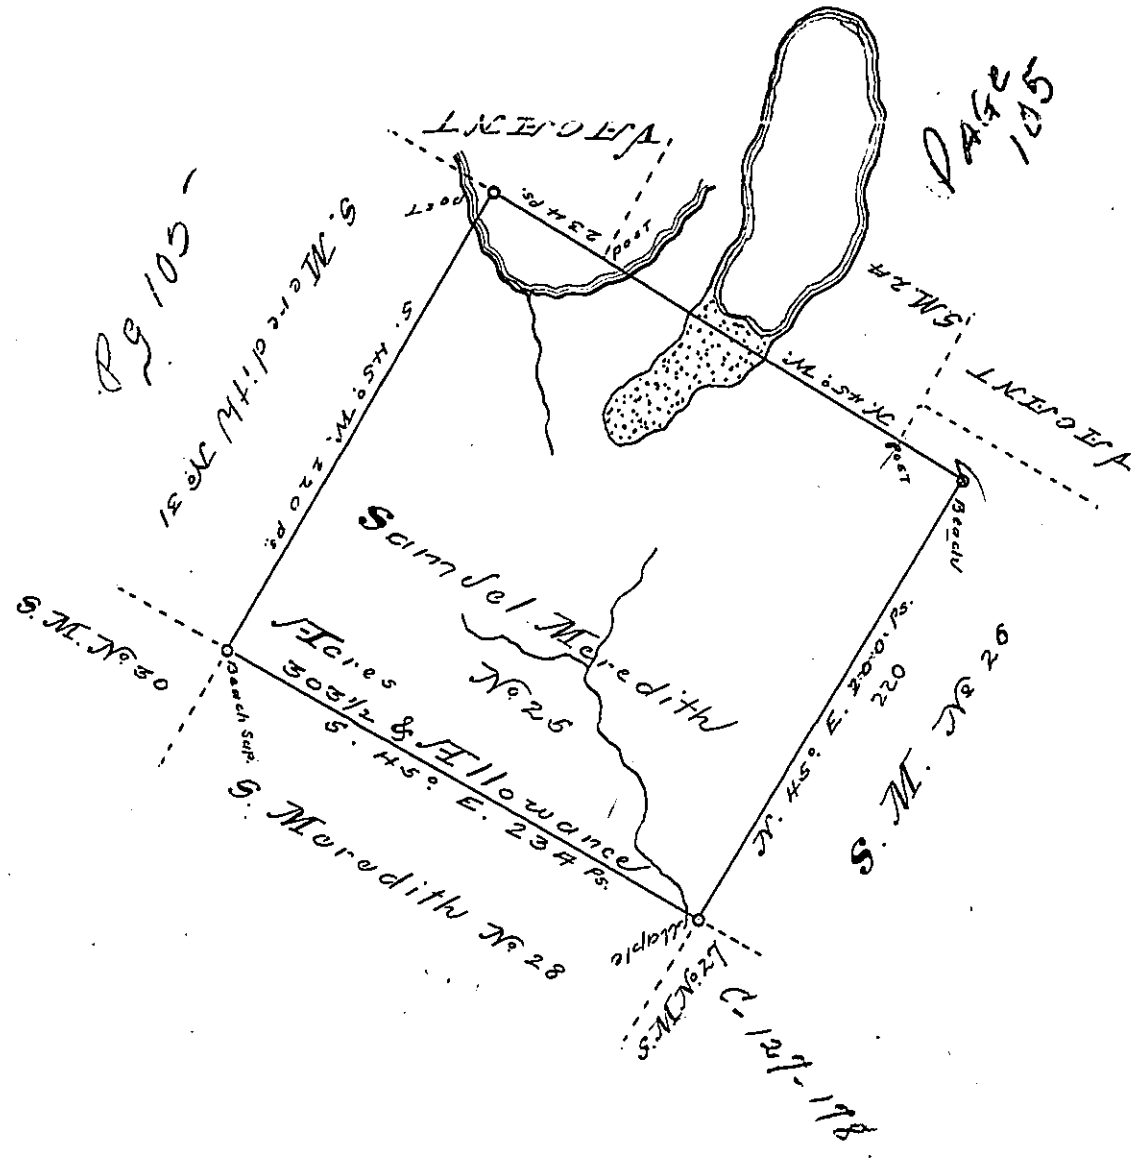 PAGE
105
Pg 105
VACANT
Post
234 Ps.
Post
S. Meredith No. 31
S. 45° W. 220 Ps.
S.M. 24
VACANT
N. 45° W.
Post
Beech
Samuel Meredith
No. 25
Acres
303 1/2 & Allowance
S. 45° E. 234 Ps.
N. 45° E. 200. Ps.
220
S. M. No 26
S. M. No 30
Beech Sap.
S. Meredith No 28
Maple
S. M. No. 27
C-127-178